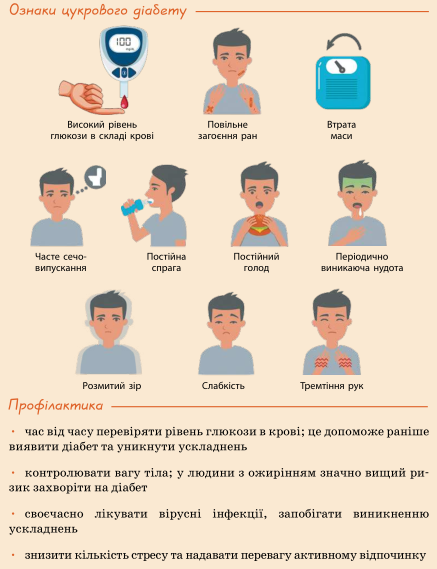 Ознаки цукрового діабету
100
Високий рівень
глюкози в складі крові
Повільне
загоєння ран
Втрата
маси
Часте сечо-
випускання
Постійна
спрага
Постійний
голод
Періодично
виникаюча нудота
Розмитий зір
Слабкість
Тремтіння рук
Профілактика
• час від часу перевіряти рівень глюкози в крові; це допоможе раніше
виявити діабет та уникнути ускладнень
• контролювати вагу тіла; у людини з ожирінням значно вищий ри-
зик захворіти на діабет
• своєчасно лікувати вірусні інфекції, запобігати виникненню
ускладнень
• знизити кількість стресу та надавати перевагу активному відпочинку